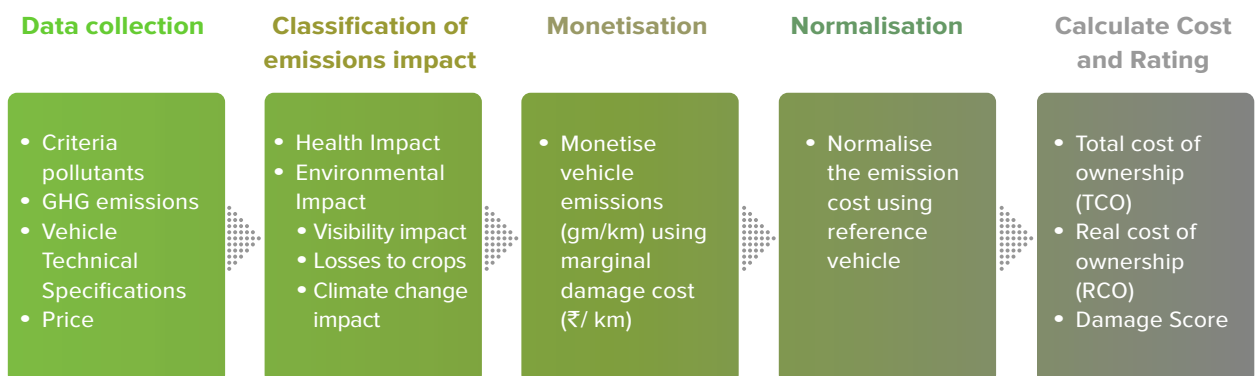 Data collection
• Criteria
pollutants
• GHG emissions
• Vehicle
Technical
Specifications
• Price
Classification of
emissions impact
• Health Impact
• Environmental
Impact
• Visibility impact
• Losses to crops
• Climate change
impact
Monetisation
• Monetise
vehicle
emissions
(gm/km) using
marginal
damage cost
(₹/ km)
Normalisation
• Normalise
the emission
cost using
reference
vehicle
Calculate Cost
and Rating
• Total cost of
ownership
(TCO)
• Real cost of
ownership
(RCO)
• Damage Score